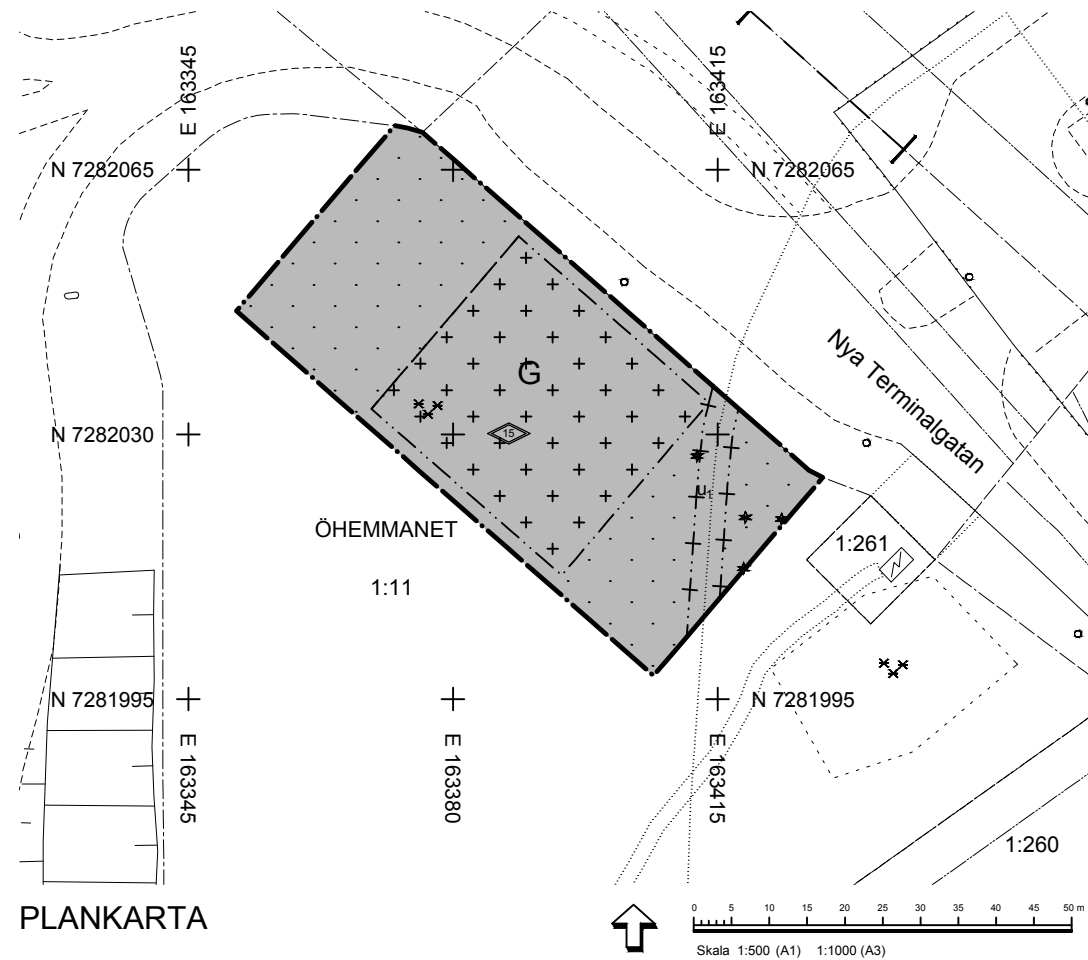 E 163345
E 163415
N 7282065
N 7282065
Nya Terminalgatan
G
N 7282030
15
u1
ÖHEMMANET
1:261
1:11
N 7281995
N 7281995
E 163345
E 163380
E 163415
1:260
PLANKARTA
0 5 10 15 20 25 30 35 40 45 50 m
Skala 1:500 (A1) 1:1000 (A3)